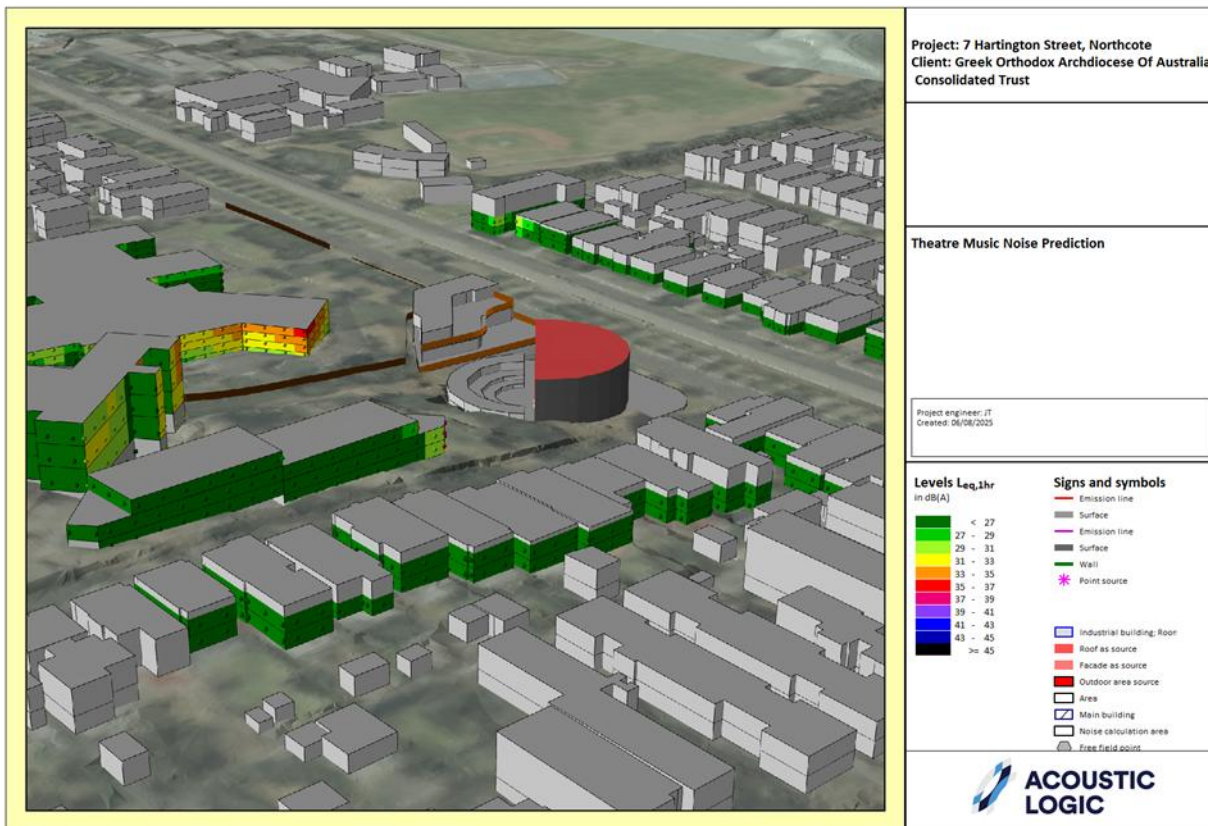 Project: 7 Hartington Street, Northcote
Client: Greek Orthodox Archdiocese Of Australia
Consolidated Trust
Theatre Music Noise Prediction
Project engineer: JT
Created: 06/08/2025
Levels Leq,1hr
in dB(A)
< 27
27 - 29
29 - 31
31 - 33
33 - 35
35 - 37
37 - 39
39 - 41
41 - 43
43 - 45
>= 45
Signs and symbols
Emission line
Surface
Emission line
Surface
Wall
Point source
Industrial building; Roor
Roof as source
Facade as source
Outdoor area source
Area
Main building
Noise calculation area
Free field point
ACOUSTIC
LOGIC